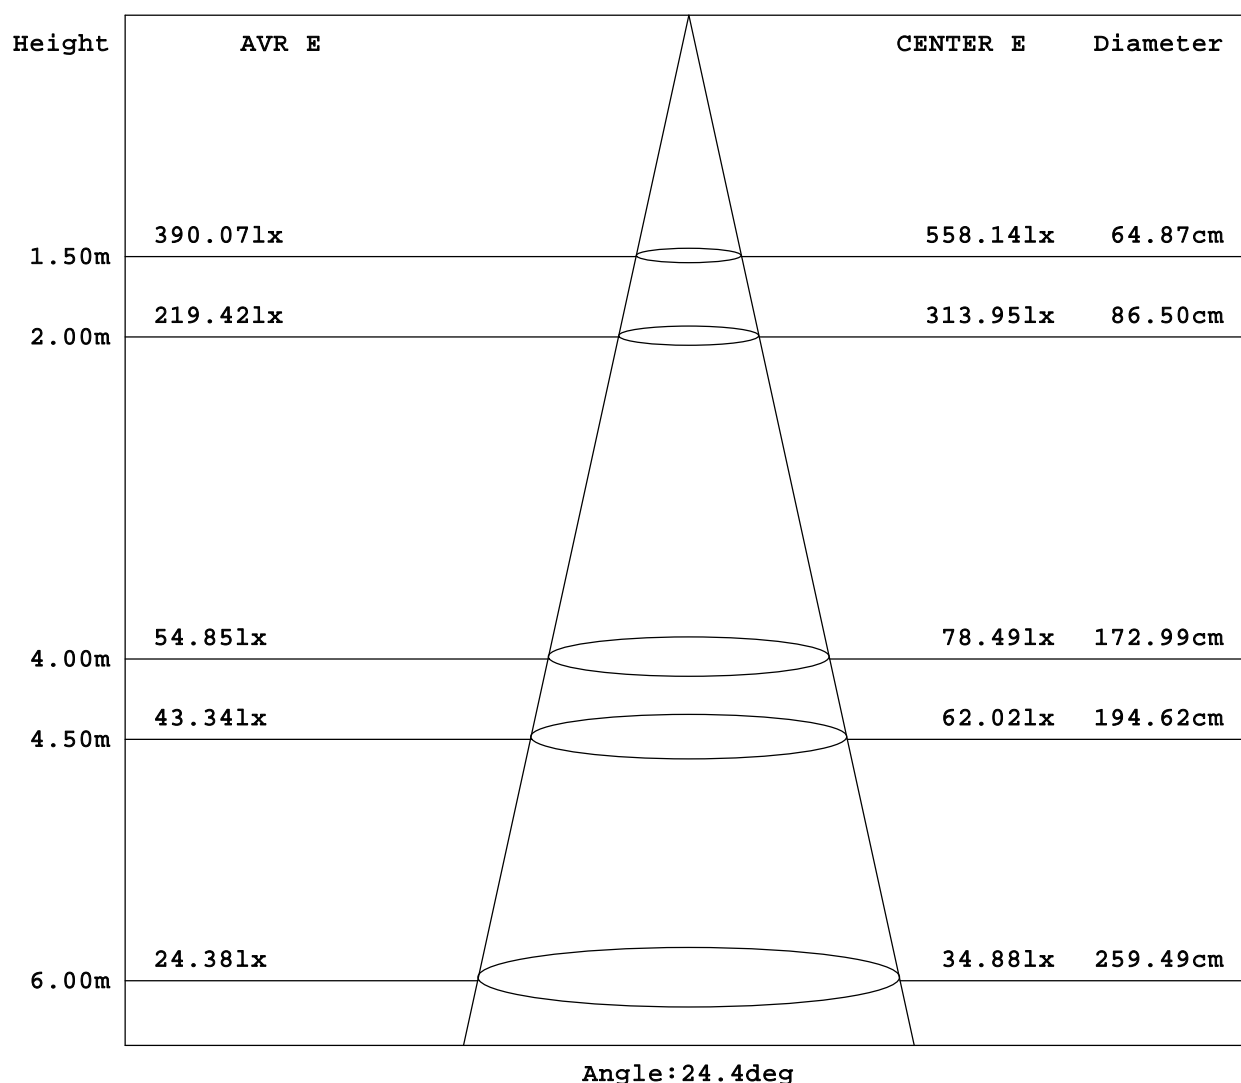 Height AVR E CENTER E Diameter
390.07lx 558.14lx 64.87cm
1.50m
219.42lx 313.95lx 86.50cm
2.00m
54.85lx 78.49lx 172.99cm
4.00m
43.34lx 62.02lx 194.62cm
4.50m
24.38lx 34.88lx 259.49cm
6.00m
Angle:24.4deg